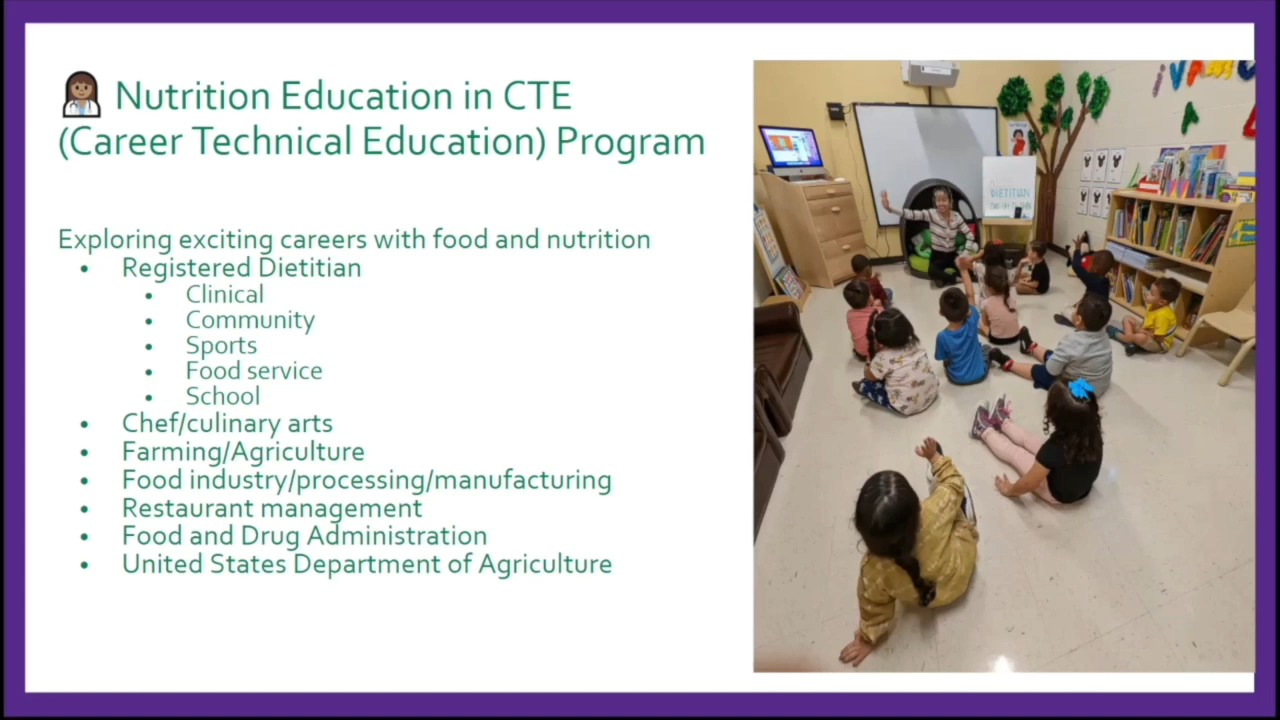 Nutrition Education in CTE
(Career Technical Education) Program
Exploring exciting careers with food and nutrition
• Registered Dietitian
• Clinical
• Community
• Sports
• Food service
• School
• Chef/culinary arts
• Farming/Agriculture
• Food industry/processing/manufacturing
• Restaurant management
• Food and Drug Administration
• United States Department of Agriculture
DIETITIAN